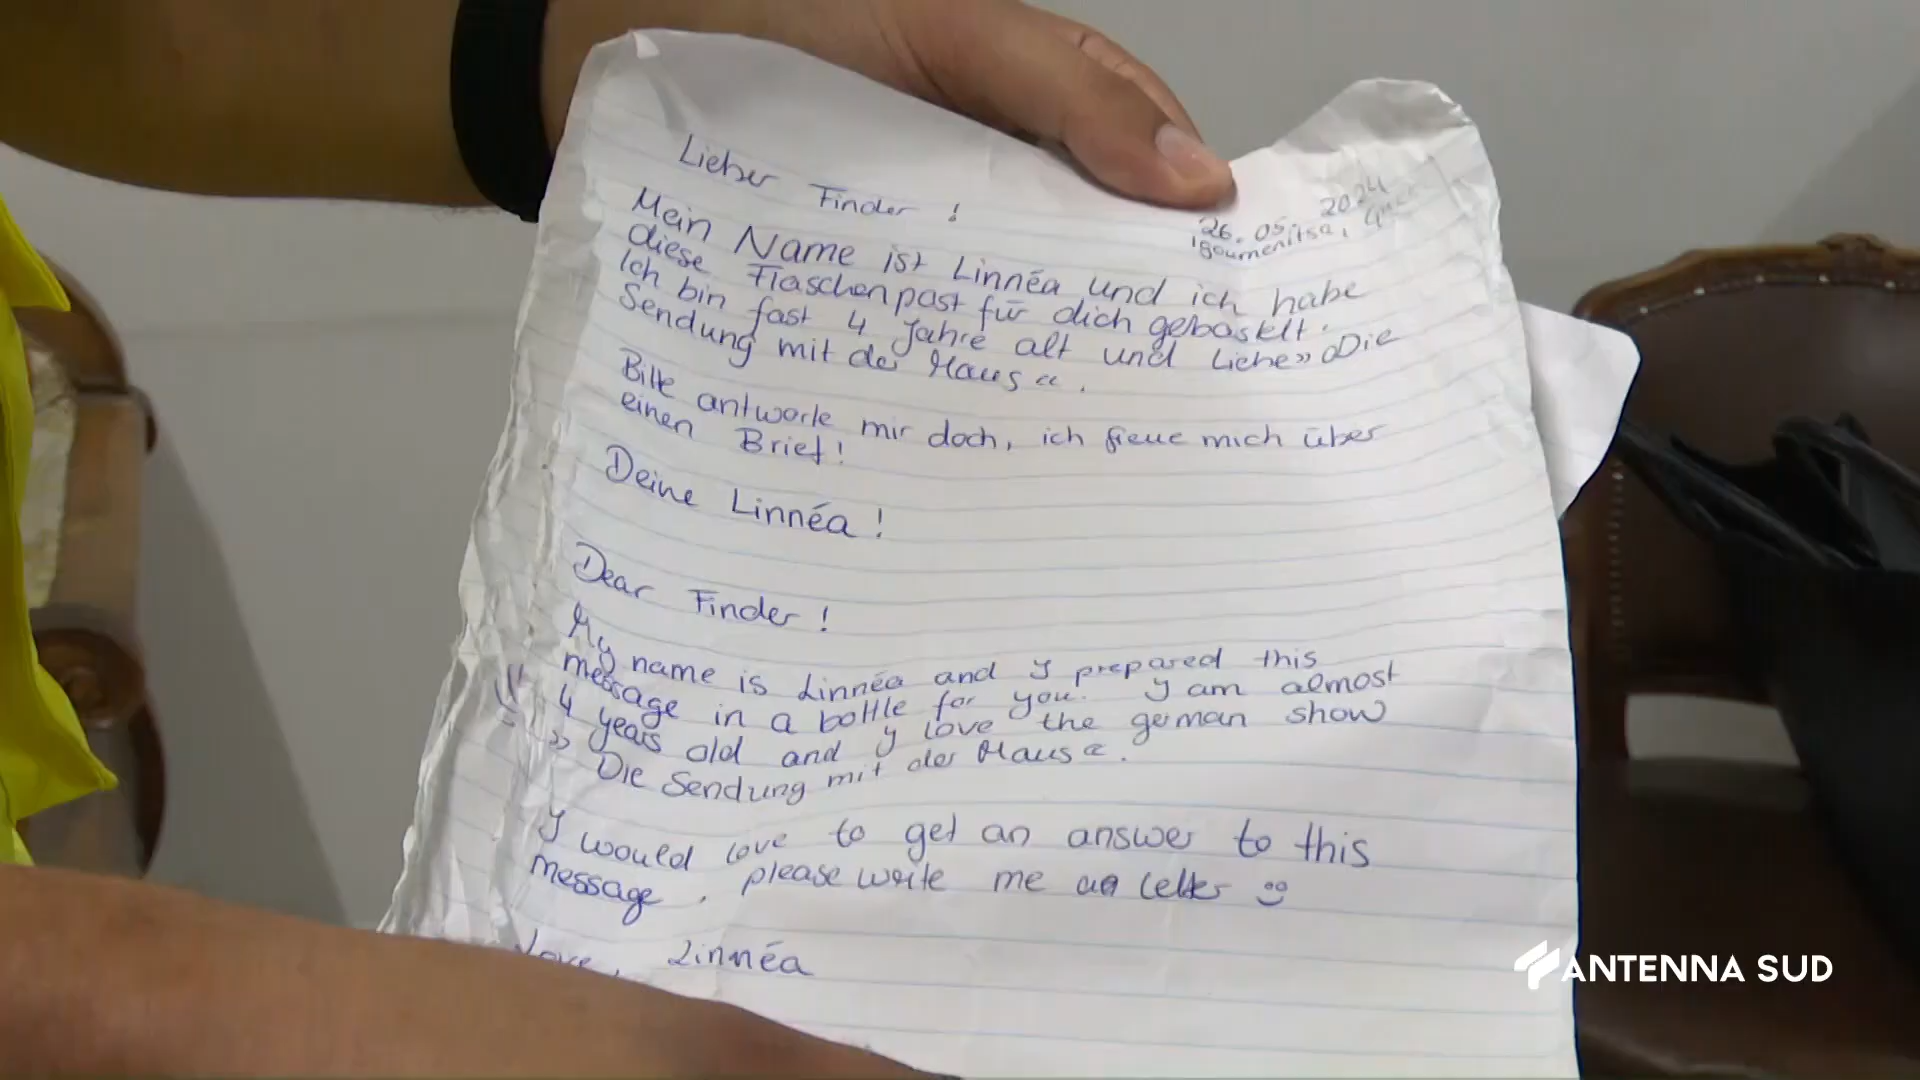 26. 05. 2024
Igoumenitsa,
Lieber Finder !
Mein Name ist Linnéa und ich habe
diese Flaschenpost für dich gebastelt.
Ich bin fast 4 Jahre alt und liebe »Die
Sendung mit der Maus«.
Bitte antworte mir doch, ich freue mich über
einen Brief!
Deine Linnéa !
Dear Finder !
My name is Linnéa and I prepared this
message in a bottle for you. I am almost
4 years old and I love the german show
»Die Sendung mit der Maus«.
I would love to get an answer to this
message, please write me a letter ☺
Love, Linnéa
ANTENNA SUD